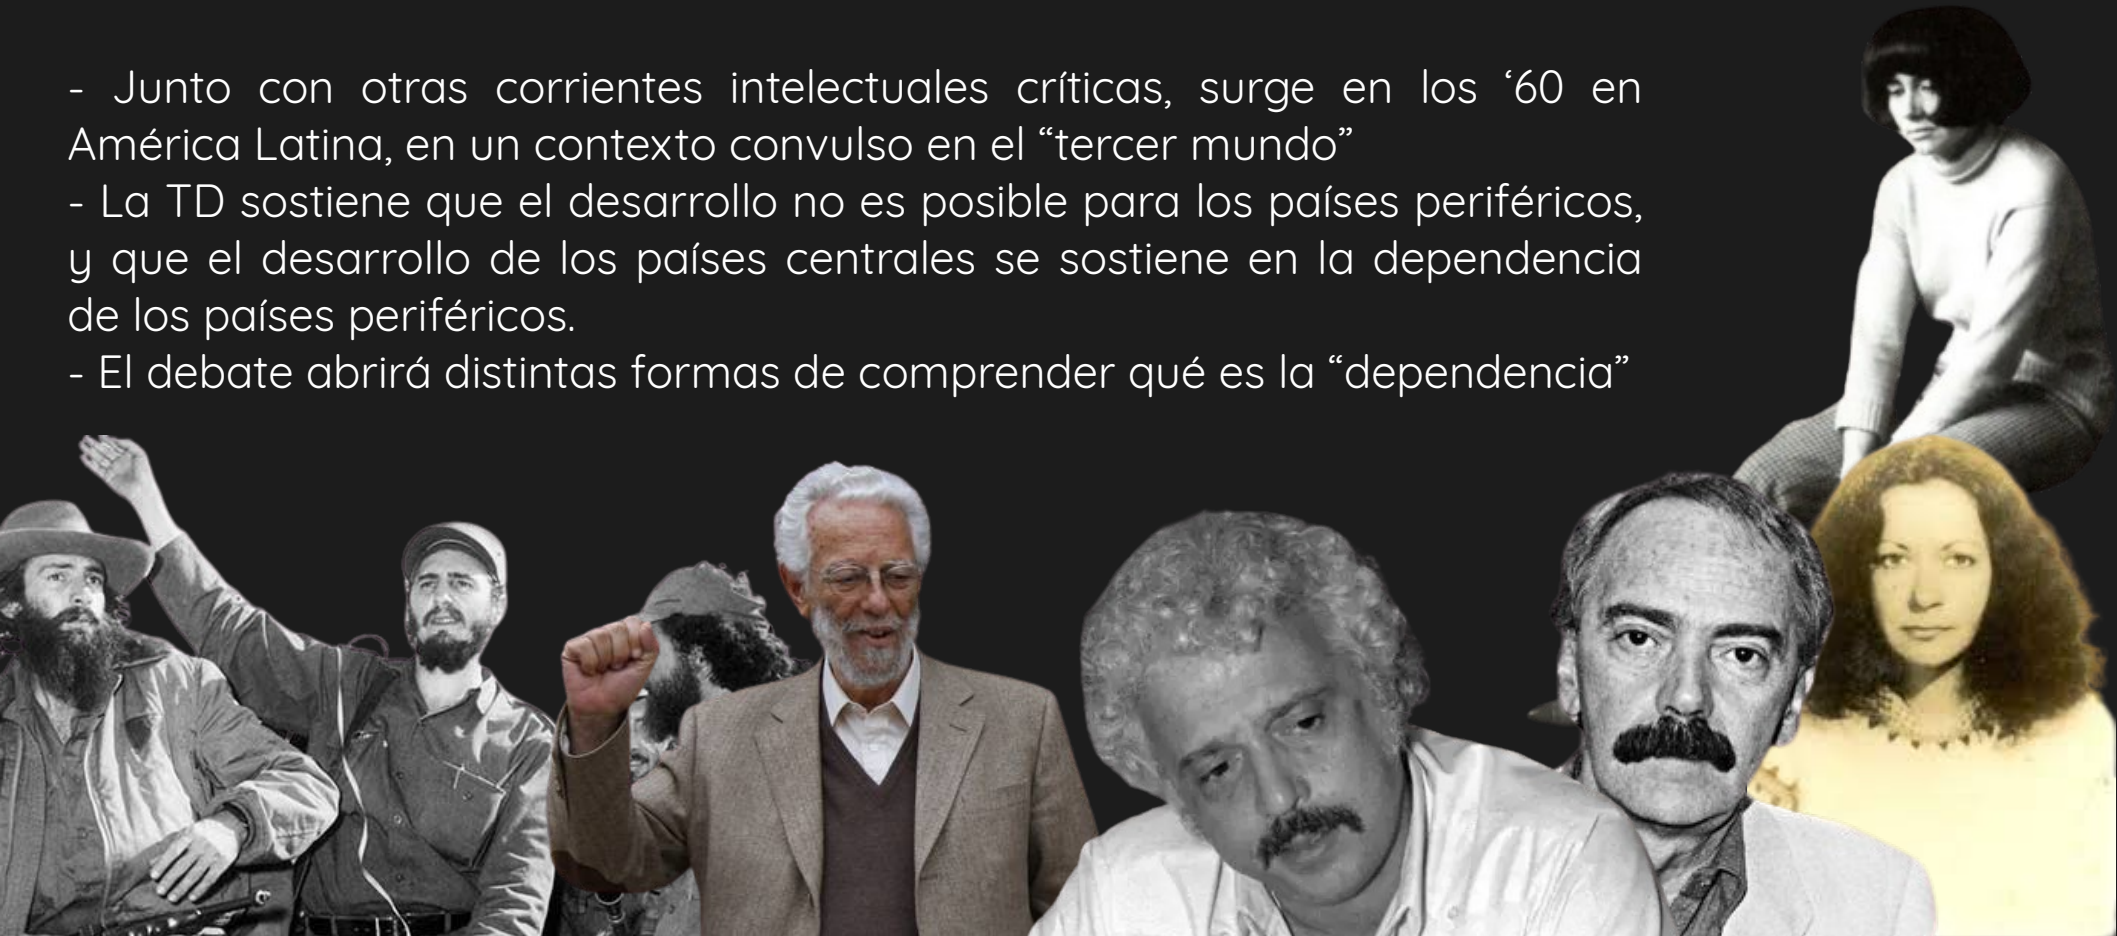 - Junto con otras corrientes intelectuales críticas, surge en los ‘60 en
América Latina, en un contexto convulso en el “tercer mundo”
- La TD sostiene que el desarrollo no es posible para los países periféricos,
y que el desarrollo de los países centrales se sostiene en la dependencia
de los países periféricos.
- El debate abrirá distintas formas de comprender qué es la “dependencia”